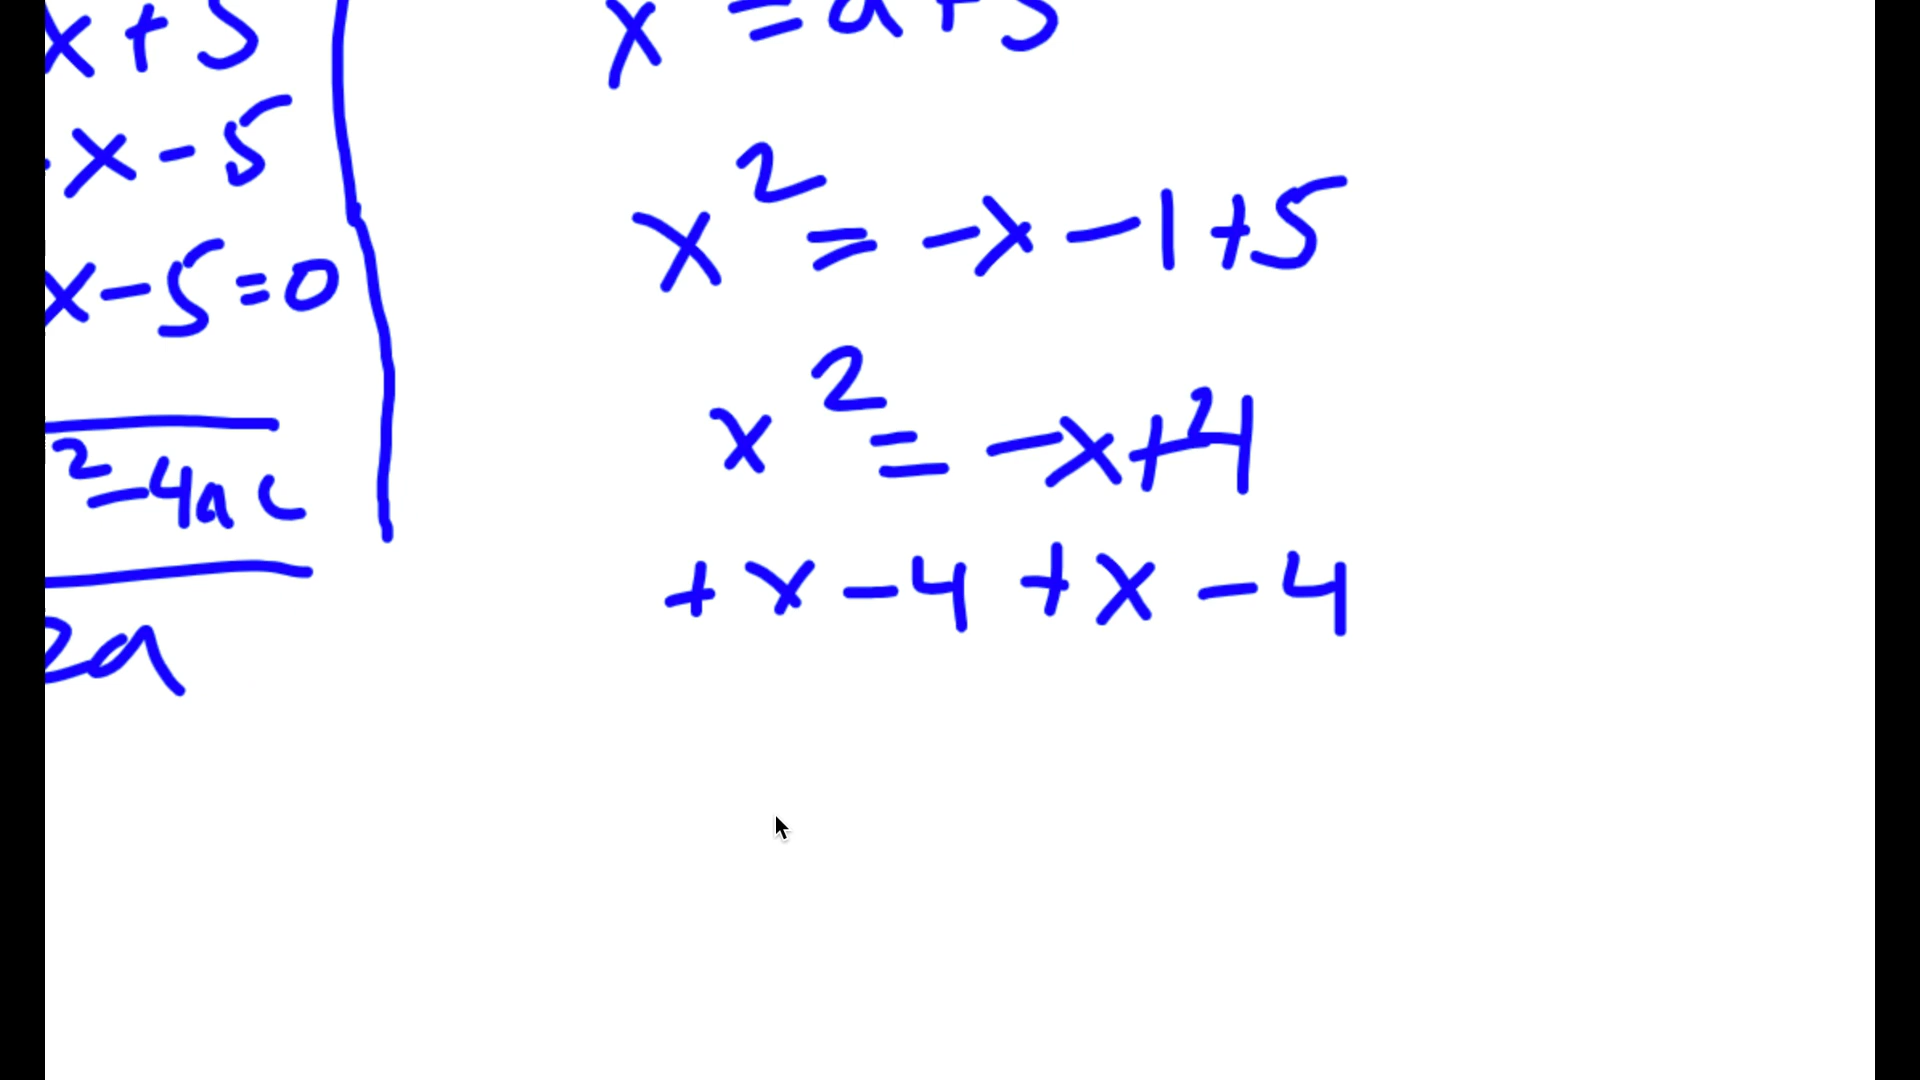 x + 5
x - 5
x - 5 = 0
2 - 4ac
2a
x = a + 5
x² = -x - 1 + 5
x² = -x + 4
+ x - 4 + x - 4